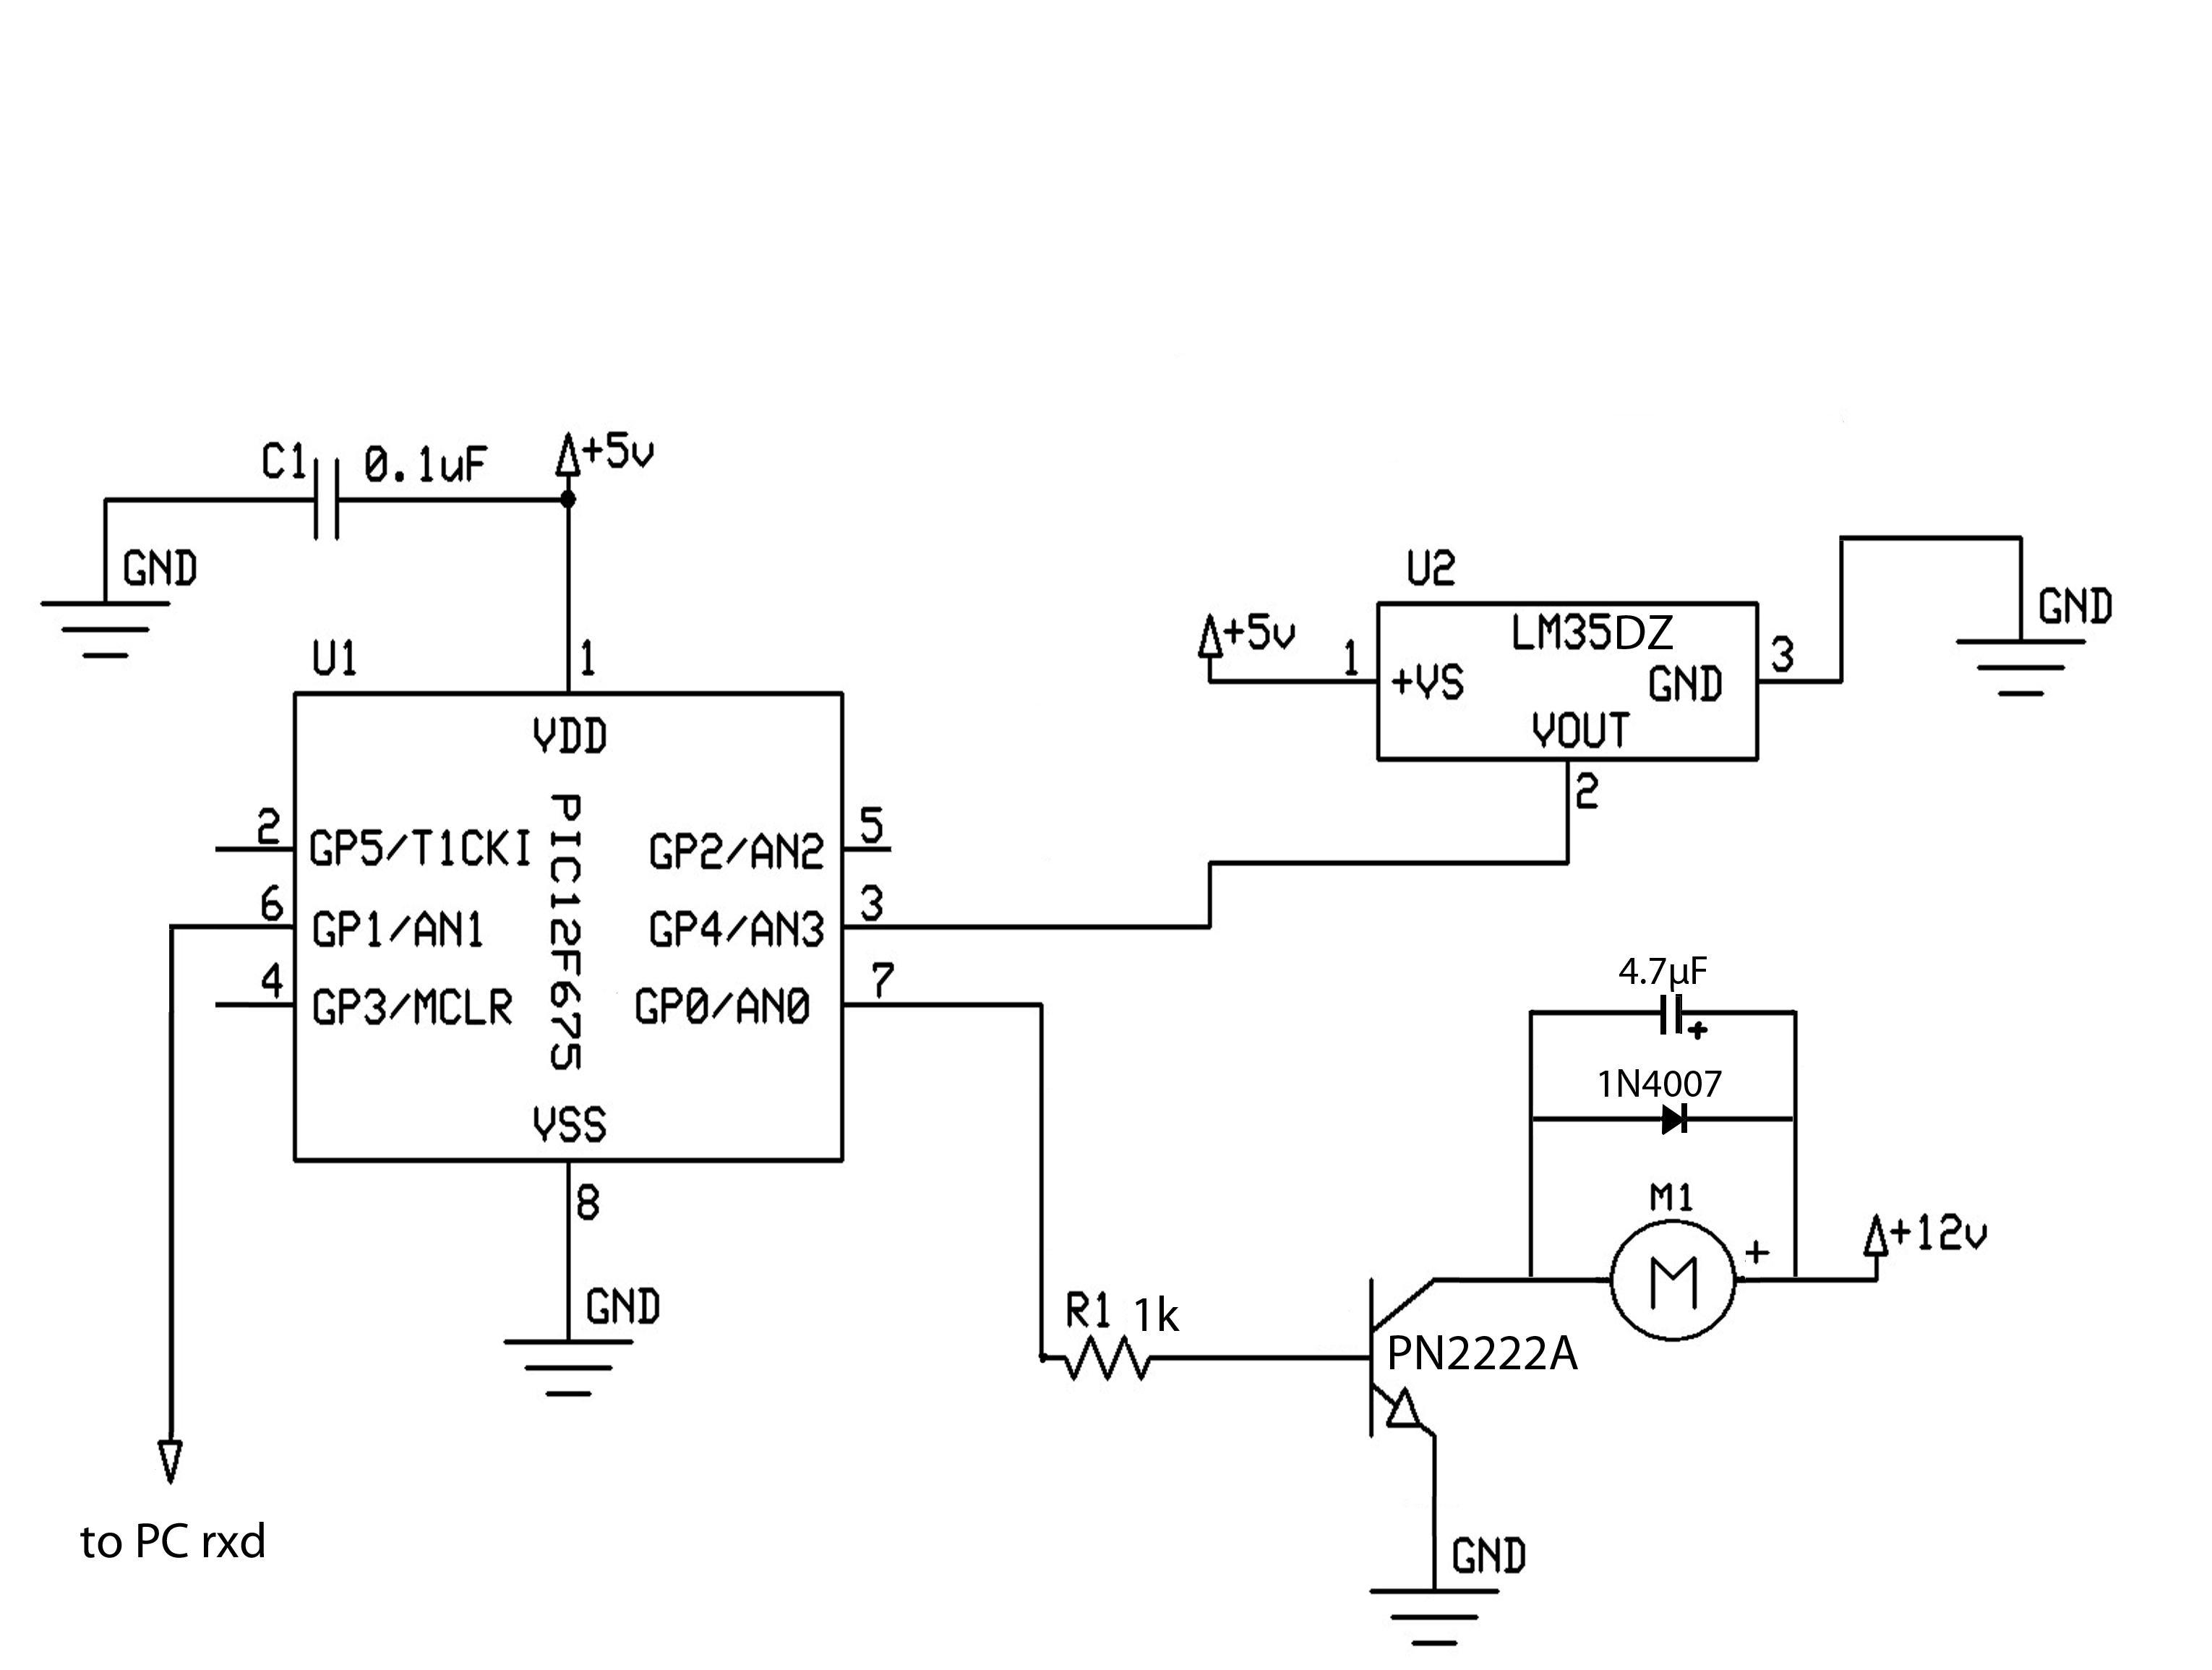 C1 0.1uF
+5v
GND
U1
1
VDD
PIC12F675
2
GP5/T1CKI
GP2/AN2
5
6
GP1/AN1
GP4/AN3
3
4
GP3/MCLR
GP0/AN0
7
VSS
8
GND
to PC rxd
U2
LM35DZ
+5v
1
+VS
GND
3
GND
VOUT
2
4.7µF
+
1N4007
M1
M
+
+12v
R1 1k
PN2222A
GND